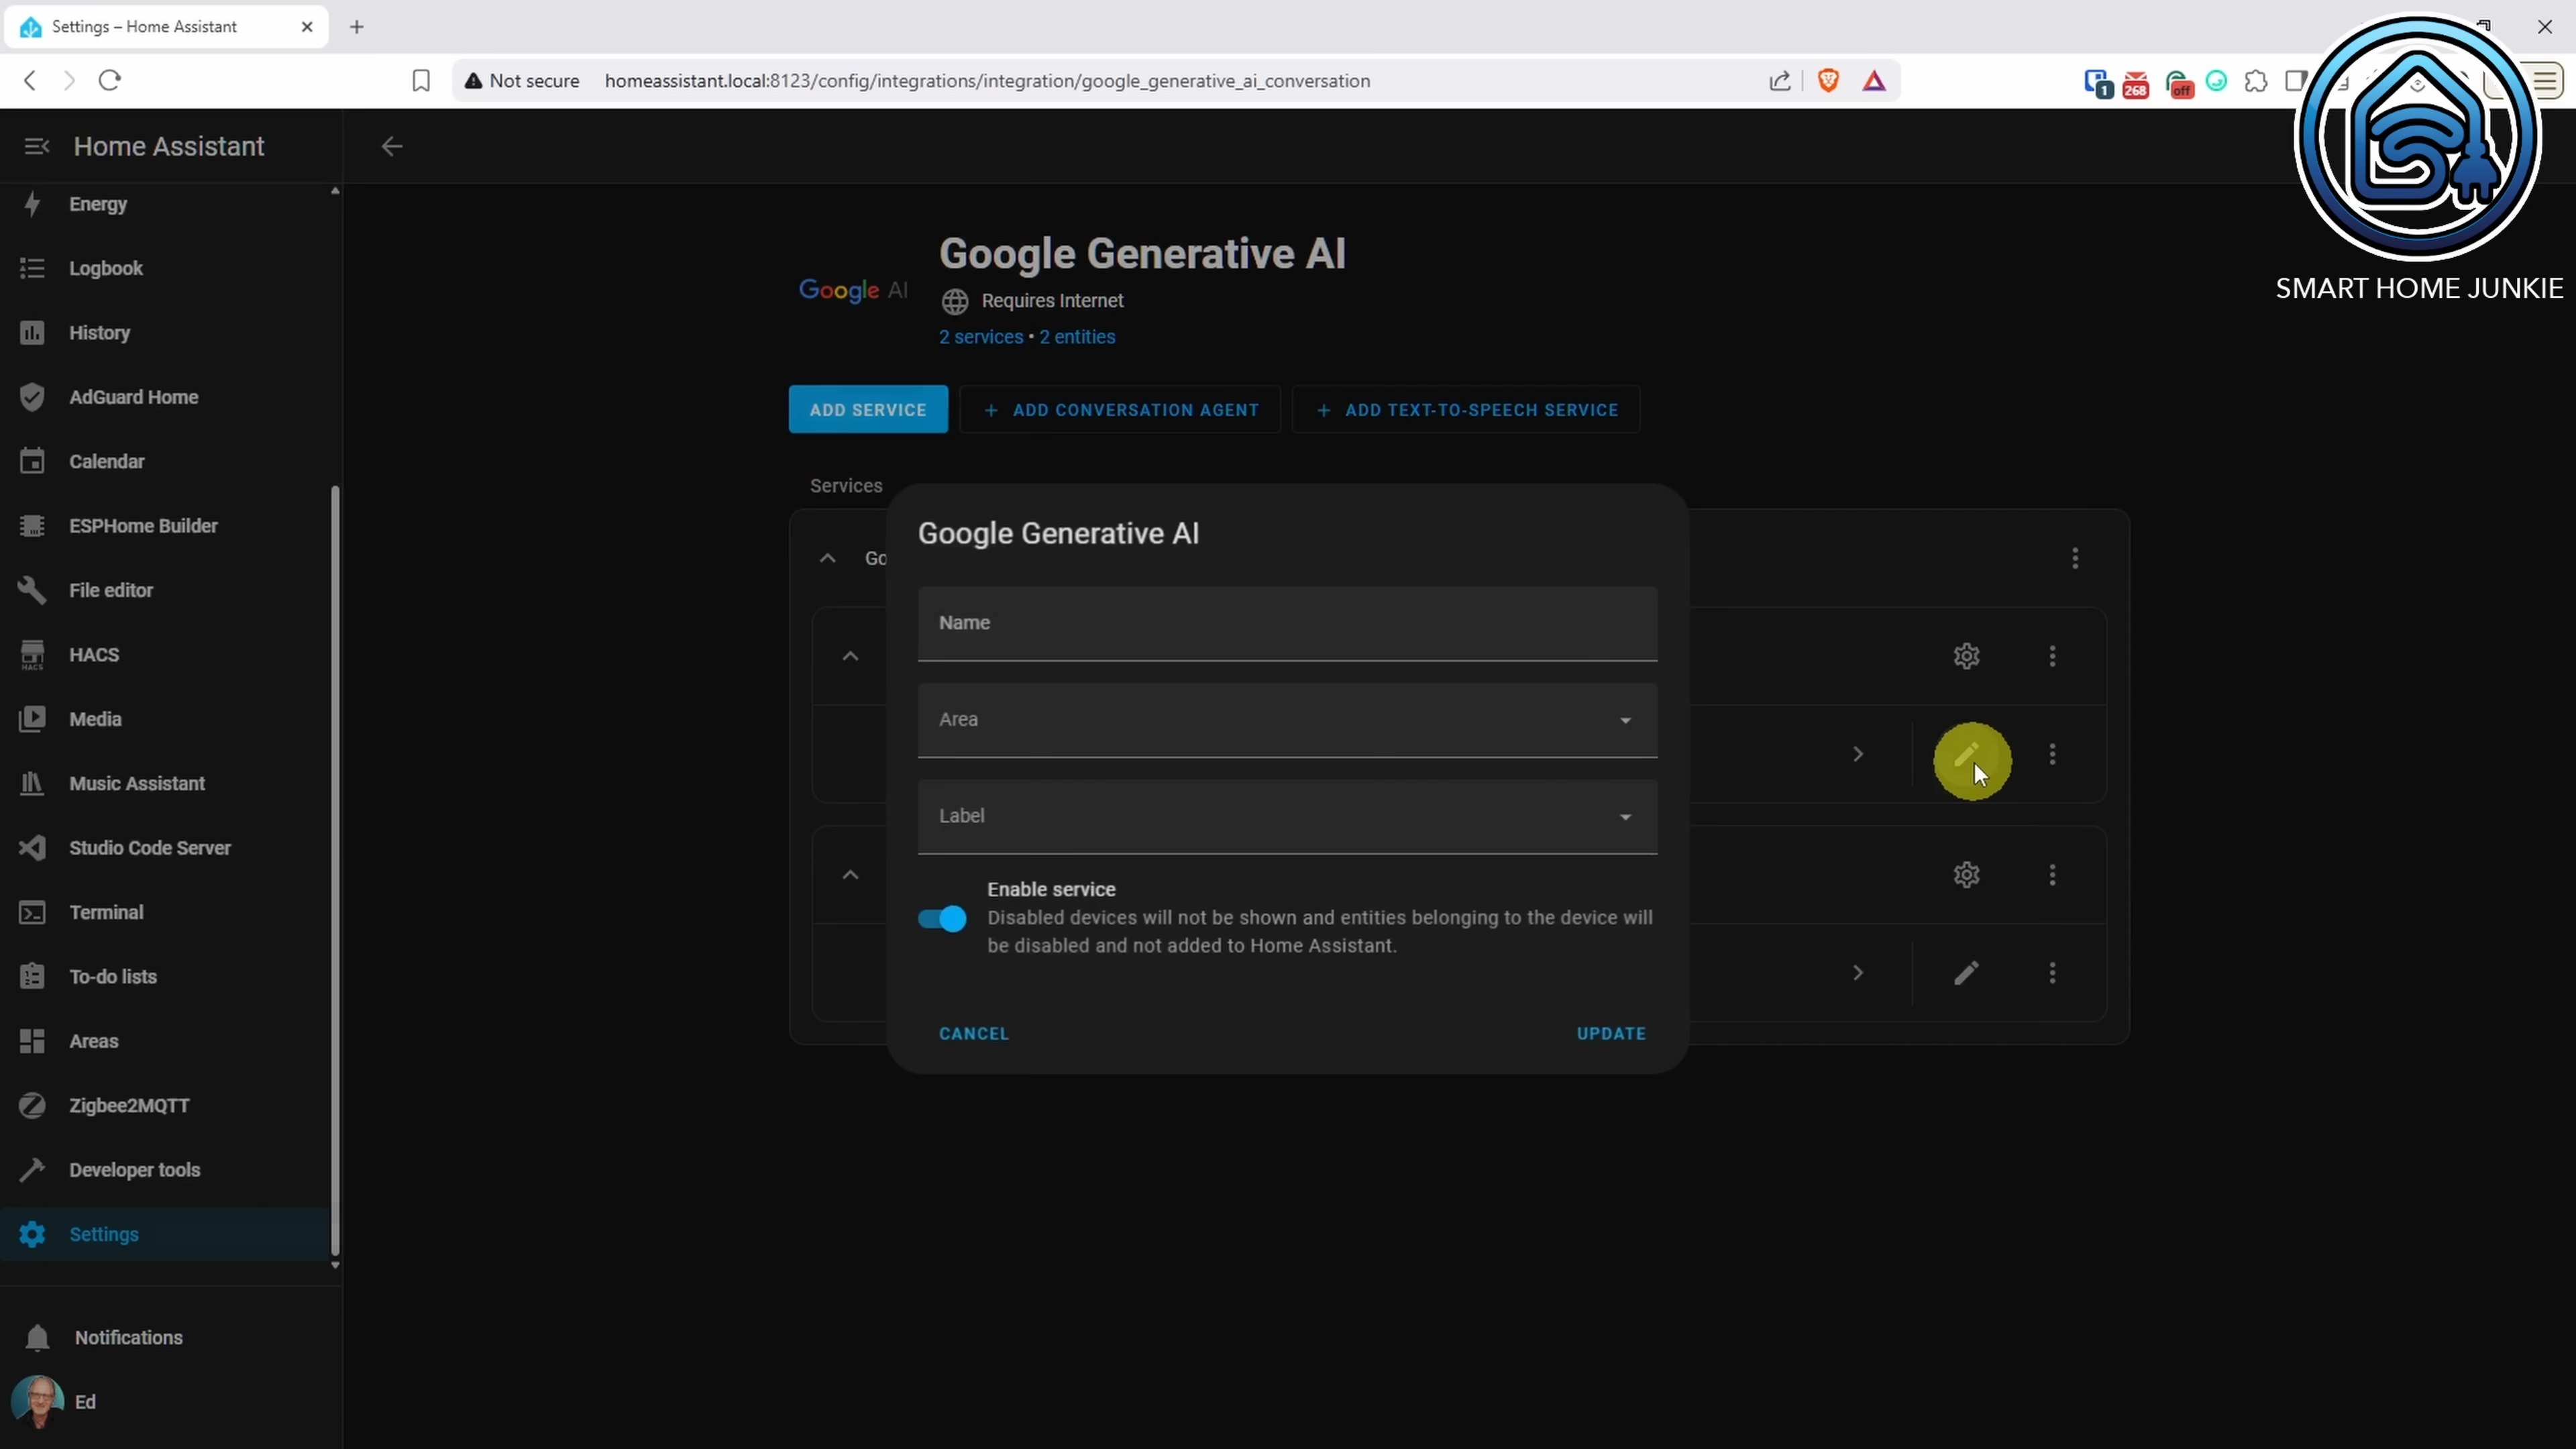 Settings – Home Assistant
Not secure
homeassistant.local:8123/config/integrations/integration/google_generative_ai_conversation
1
268
off
SMART HOME JUNKIE
Home Assistant
Energy
Logbook
History
AdGuard Home
Calendar
ESPHome Builder
File editor
HACS
HACS
Media
Music Assistant
Studio Code Server
Terminal
To-do lists
Areas
Zigbee2MQTT
Developer tools
Settings
Notifications
Ed
Google AI
Google Generative AI
Requires Internet
2 services • 2 entities
ADD SERVICE
+ ADD CONVERSATION AGENT
+ ADD TEXT-TO-SPEECH SERVICE
Services
Go
Google Generative AI
Name
Area
Label
Enable service
Disabled devices will not be shown and entities belonging to the device will
be disabled and not added to Home Assistant.
CANCEL
UPDATE